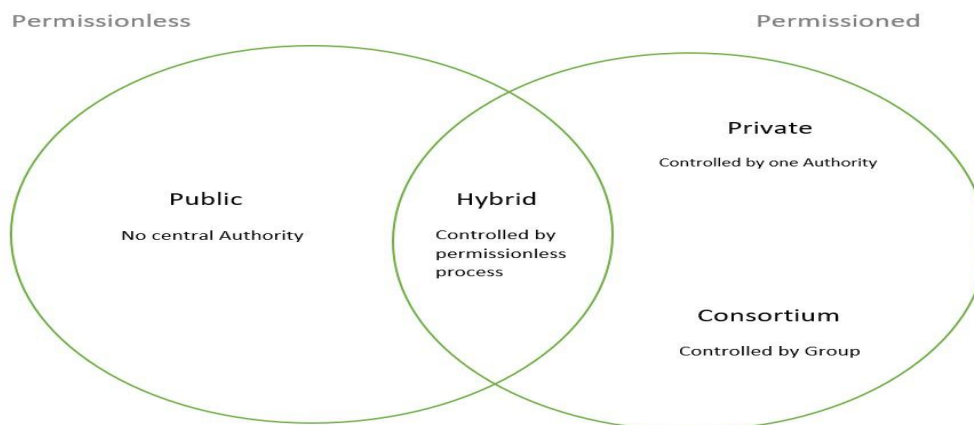 Permissionless
Permissioned
Public
No central Authority
Hybrid
Controlled by
permissionless
process
Private
Controlled by one Authority
Consortium
Controlled by Group